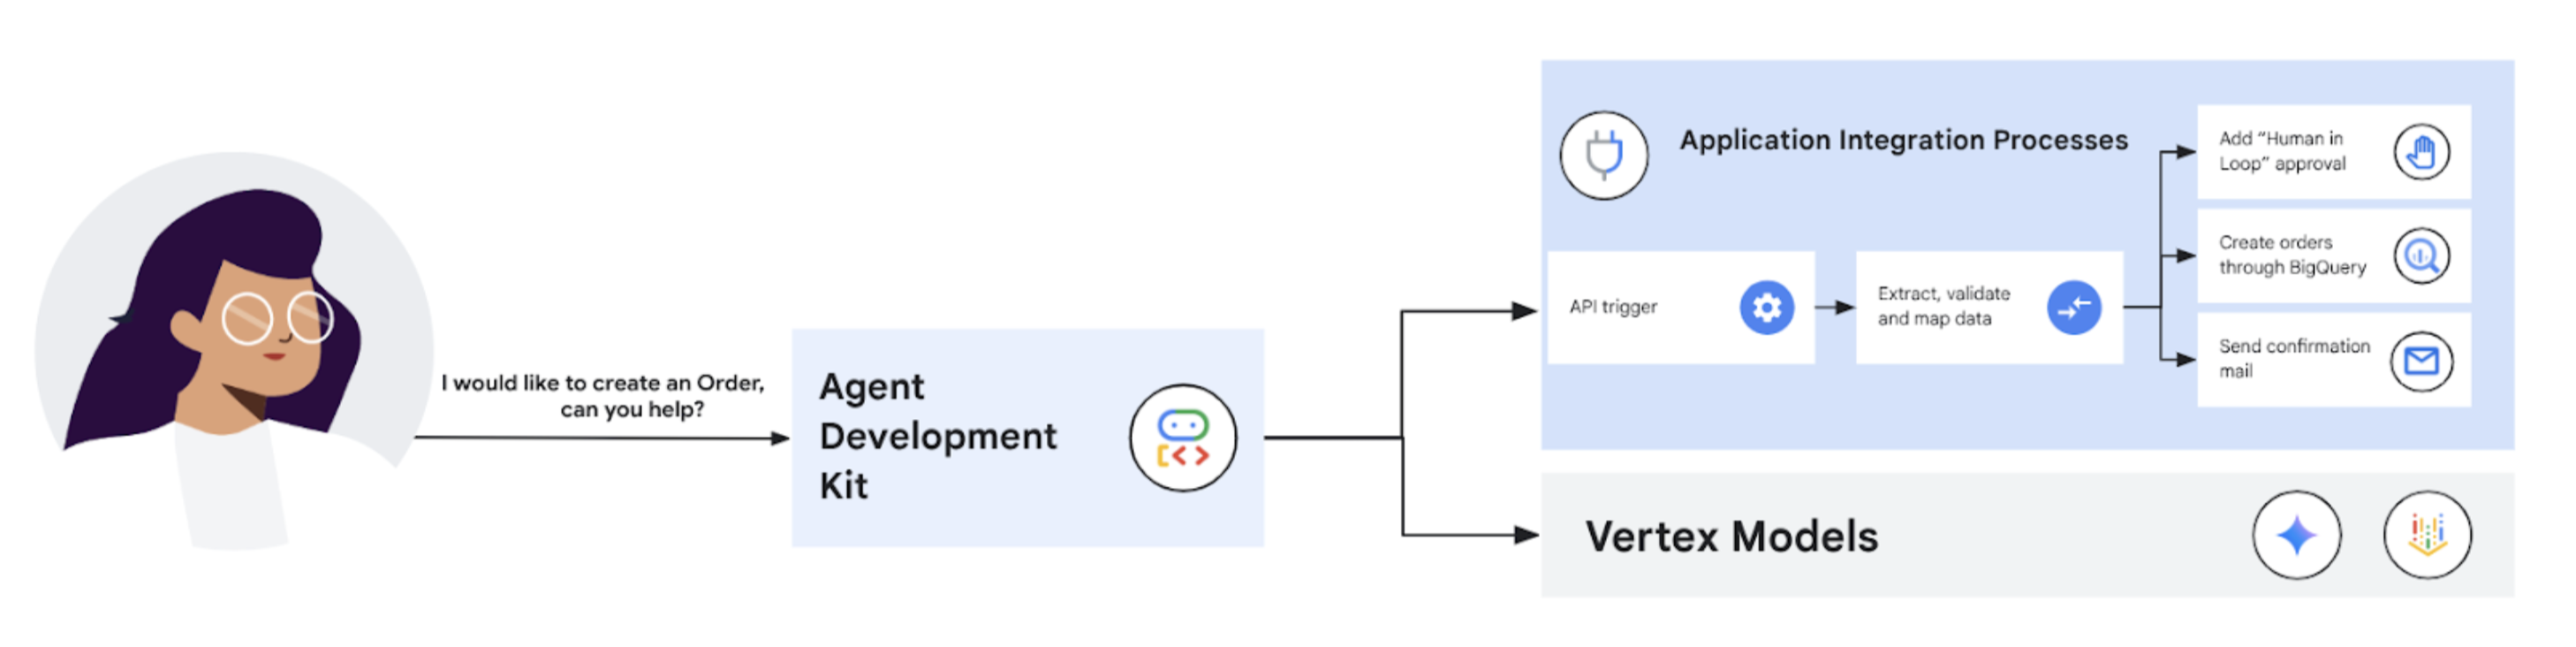 I would like to create an Order,
can you help?
Agent
Development
Kit
Application Integration Processes
API trigger
Extract, validate
and map data
Add “Human in
Loop” approval
Create orders
through BigQuery
Send confirmation
mail
Vertex Models